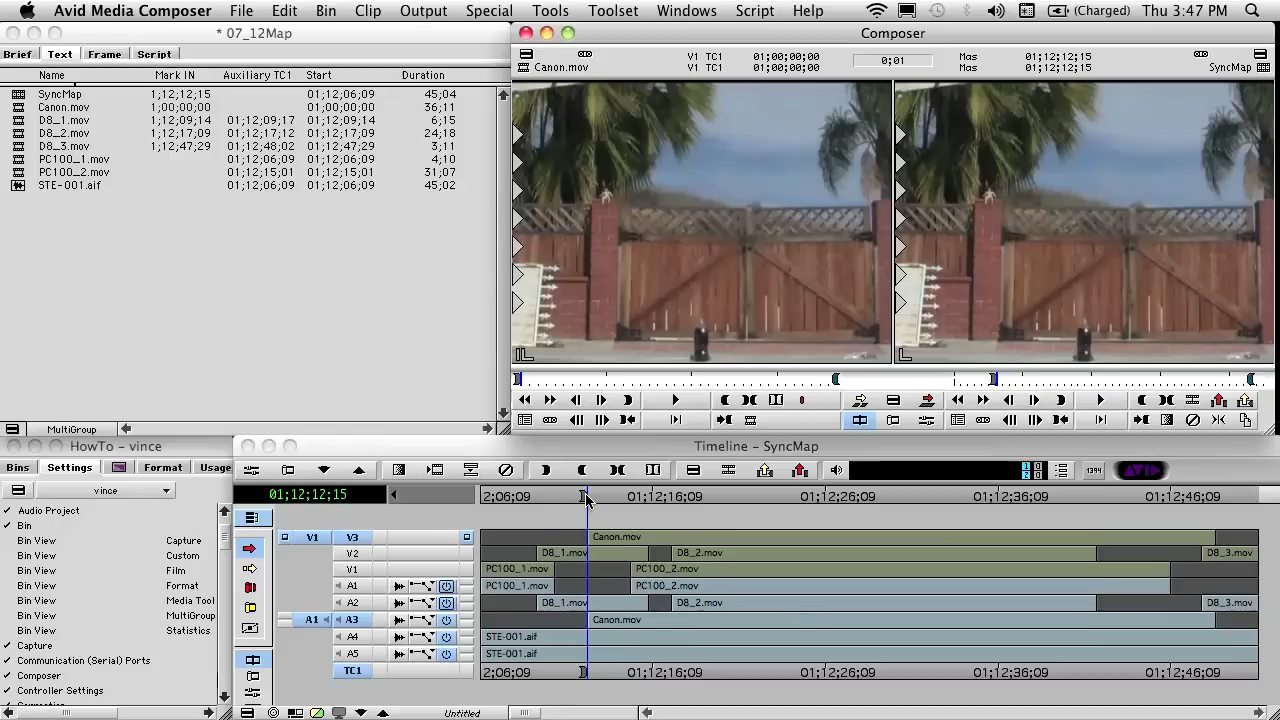 Avid Media Composer File Edit Bin Clip Output Special Tools Toolset Windows Script Help (Charged) Thu 3:47 PM
* 07_12Map
Brief Text Frame Script
Name Mark IN Auxiliary TC1 Start Duration
SyncMap 1;12;12;15 01;12;06;09 45;04
Canon.mov 1;00;00;00 01;00;00;00 36;11
D8_1.mov 1;12;09;14 01;12;09;17 01;12;09;14 6;15
D8_2.mov 1;12;17;09 01;12;17;12 01;12;17;09 24;18
D8_3.mov 1;12;47;29 01;12;48;02 01;12;47;29 3;11
PC100_1.mov 01;12;06;09 01;12;06;09 4;10
PC100_2.mov 01;12;15;01 01;12;15;01 31;07
STE-001.aif 01;12;06;09 01;12;06;09 45;02
MultiGroup
Composer
V1 TC1 01;00;00;00 0;01 Mas 01;12;12;15
Canon.mov V1 TC1 01;00;00;00 Mas 01;12;12;15 SyncMap
HowTo - vince
Bins Settings Format Usage
vince
Audio Project
Bin
Bin View Capture
Bin View Custom
Bin View Film
Bin View Format
Bin View Media Tool
Bin View MultiGroup
Bin View Statistics
Capture
Communication (Serial) Ports
Composer
Controller Settings
Timeline - SyncMap
1394 AVID
01;12;12;15 2;06;09 01;12;16;09 01;12;26;09 01;12;36;09 01;12;46;09
V1 V3 Canon.mov
V2 D8_1.mov D8_2.mov D8_3.mov
V1 PC100_1.mov PC100_2.mov
A1 PC100_1.mov PC100_2.mov
A2 D8_1.mov D8_2.mov D8_3.mov
A1 A3 Canon.mov
A4 STE-001.aif
A5 STE-001.aif
TC1 2;06;09 01;12;16;09 01;12;26;09 01;12;36;09 01;12;46;09
Untitled